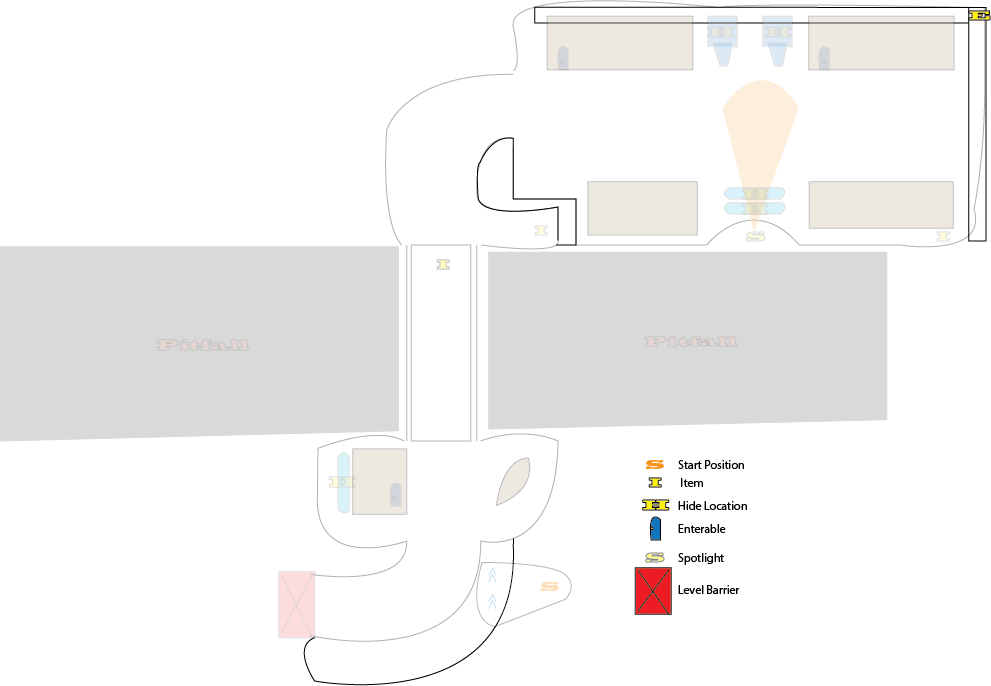 H
H
H
H
H
I
S
I
I
Pitfall
Pitfall
H
S
S Start Position
I Item
H Hide Location
Enterable
S Spotlight
Level Barrier
E